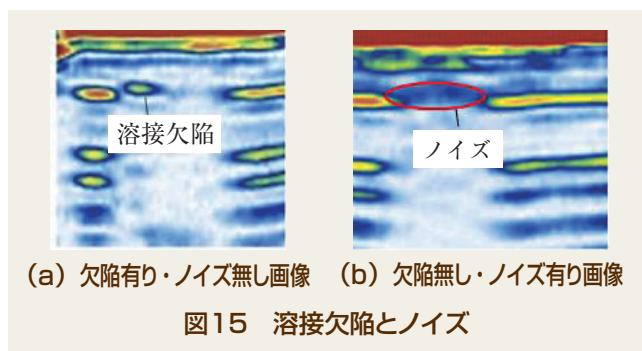 溶接欠陥
ノイズ
(a) 欠陥有り・ノイズ無し画像
(b) 欠陥無し・ノイズ有り画像
図15 溶接欠陥とノイズ